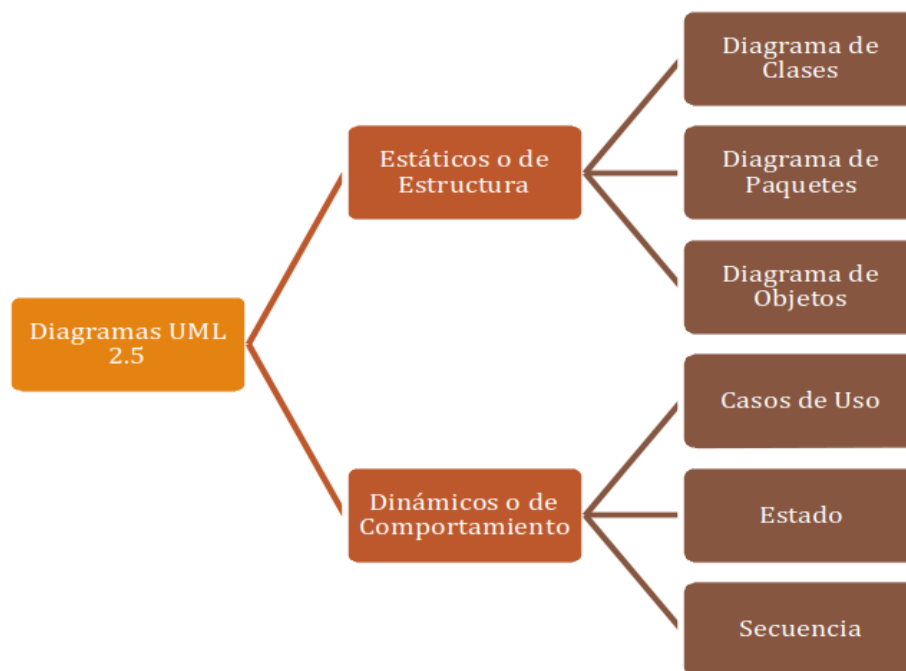 Diagramas UML
2.5
Estáticos o de
Estructura
Diagrama de
Clases
Diagrama de
Paquetes
Diagrama de
Objetos
Dinámicos o de
Comportamiento
Casos de Uso
Estado
Secuencia